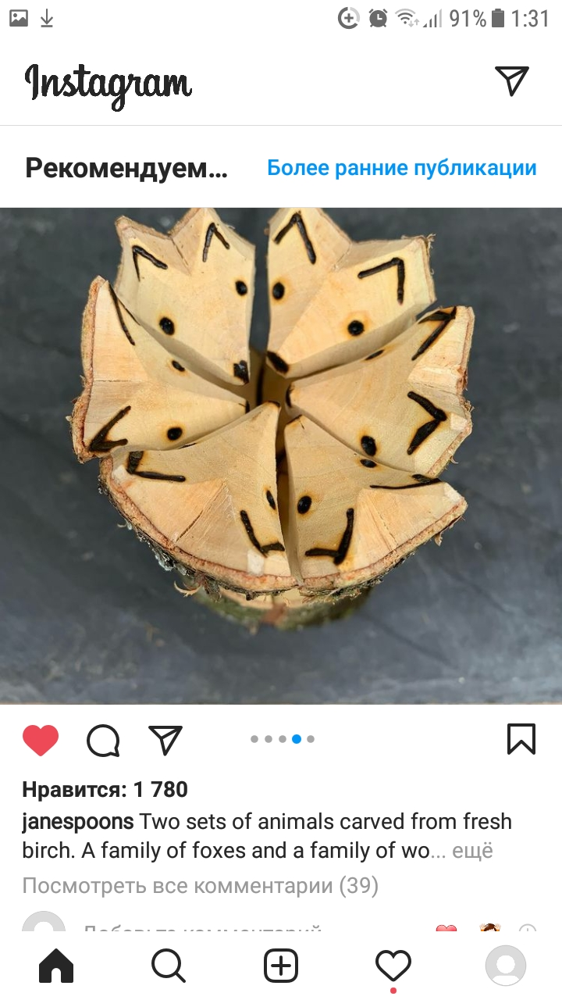 91% 1:31
Instagram
Рекомендуем... Более ранние публикации
Нравится: 1 780
janespoons Two sets of animals carved from fresh
birch. A family of foxes and a family of wo... ещё
Посмотреть все комментарии (39)